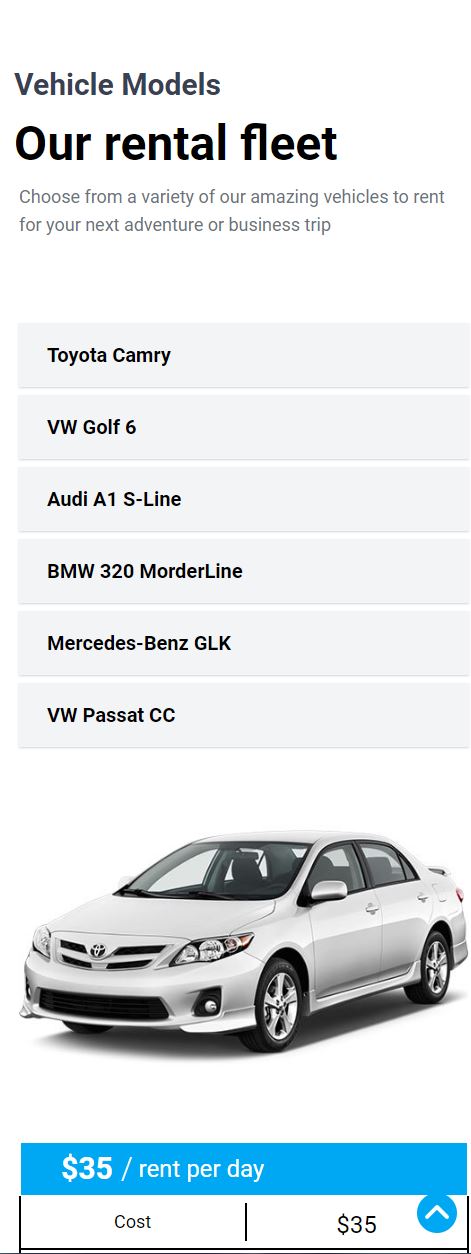 Vehicle Models
Our rental fleet
Choose from a variety of our amazing vehicles to rent
for your next adventure or business trip
Toyota Camry
VW Golf 6
Audi A1 S-Line
BMW 320 MorderLine
Mercedes-Benz GLK
VW Passat CC
$35 / rent per day
Cost $35